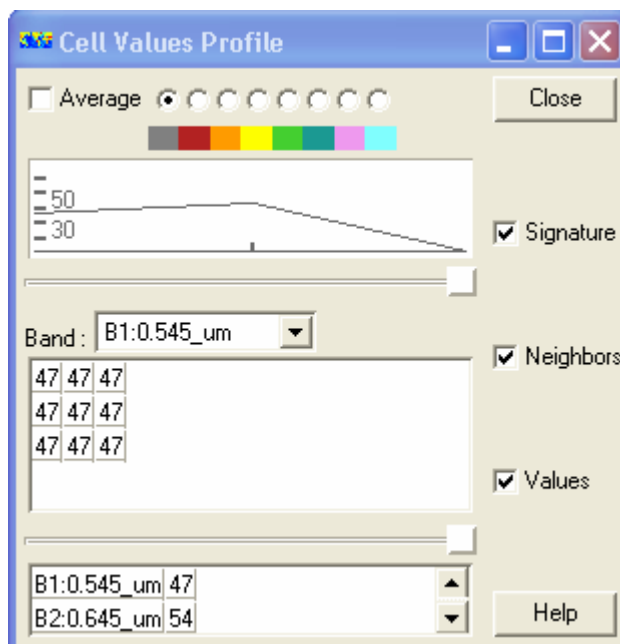 Cell Values Profile
Average
Close
50
30
Signature
Band : B1:0.545_um
Neighbors
47 47 47
47 47 47
47 47 47
Values
B1:0.545_um 47
B2:0.645_um 54
Help